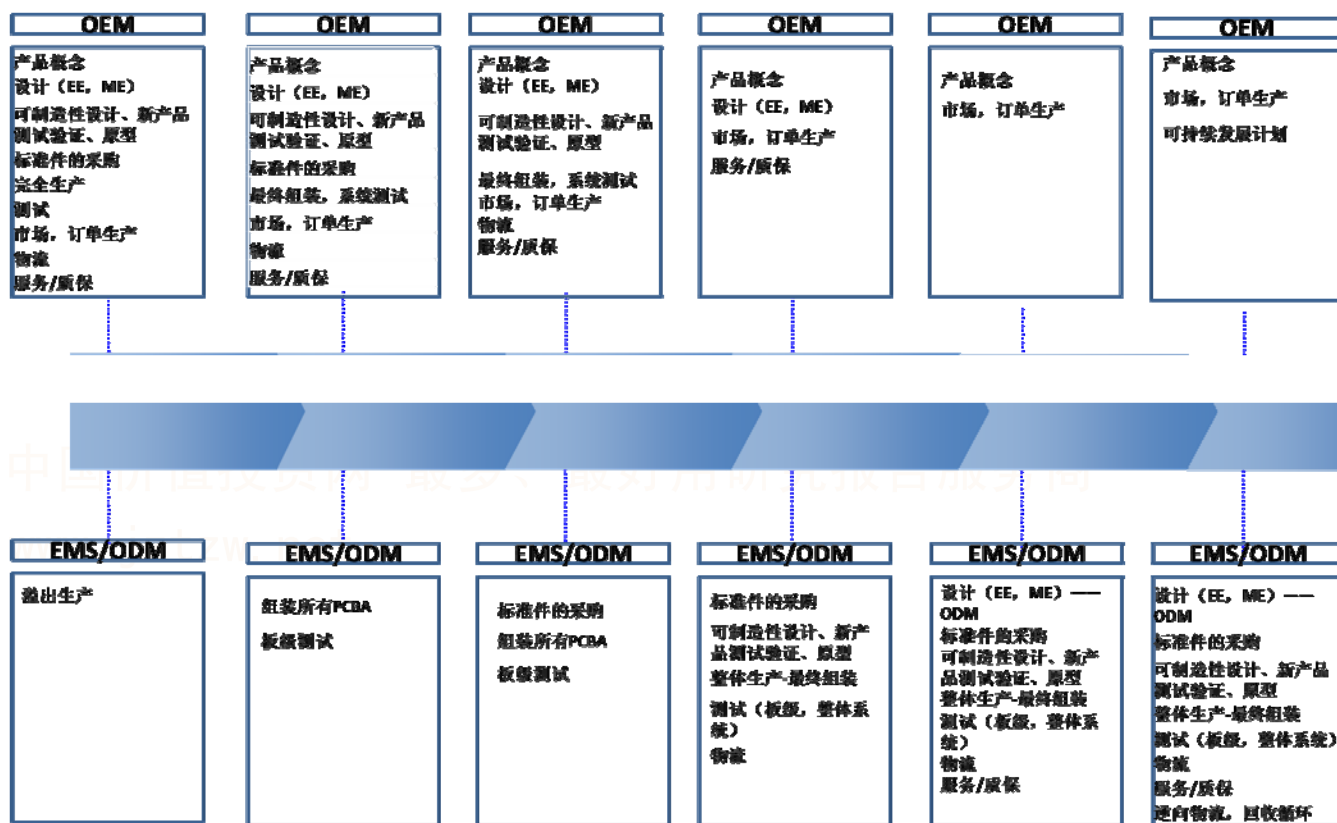 OEM
产品概念
设计（EE，ME）
可制造性设计、新产品
测试验证、原型
标准件的采购
完全生产
测试
市场，订单生产
物流
服务/质保
OEM
产品概念
设计（EE，ME）
可制造性设计、新产品
测试验证、原型
标准件的采购
最终组装，系统测试
市场，订单生产
物流
服务/质保
OEM
产品概念
设计（EE，ME）
可制造性设计、新产品
测试验证、原型
最终组装，系统测试
市场，订单生产
物流
服务/质保
OEM
产品概念
设计（EE，ME）
市场，订单生产
服务/质保
OEM
产品概念
市场，订单生产
OEM
产品概念
市场，订单生产
可持续发展计划
EMS/ODM
溢出生产
EMS/ODM
组装所有PCBA
板级测试
EMS/ODM
标准件的采购
组装所有PCBA
板级测试
EMS/ODM
标准件的采购
可制造性设计、新产
品测试验证、原型
整体生产-最终组装
测试（板级，整体系
统）
物流
EMS/ODM
设计（EE，ME）——
ODM
标准件的采购
可制造性设计、新产
品测试验证、原型
整体生产-最终组装
测试（板级，整体系
统）
物流
服务/质保
EMS/ODM
设计（EE，ME）——
ODM
标准件的采购
可制造性设计、新产品
测试验证、原型
整体生产-最终组装
测试（板级，整体系统）
物流
服务/质保
逆向物流，回收循环